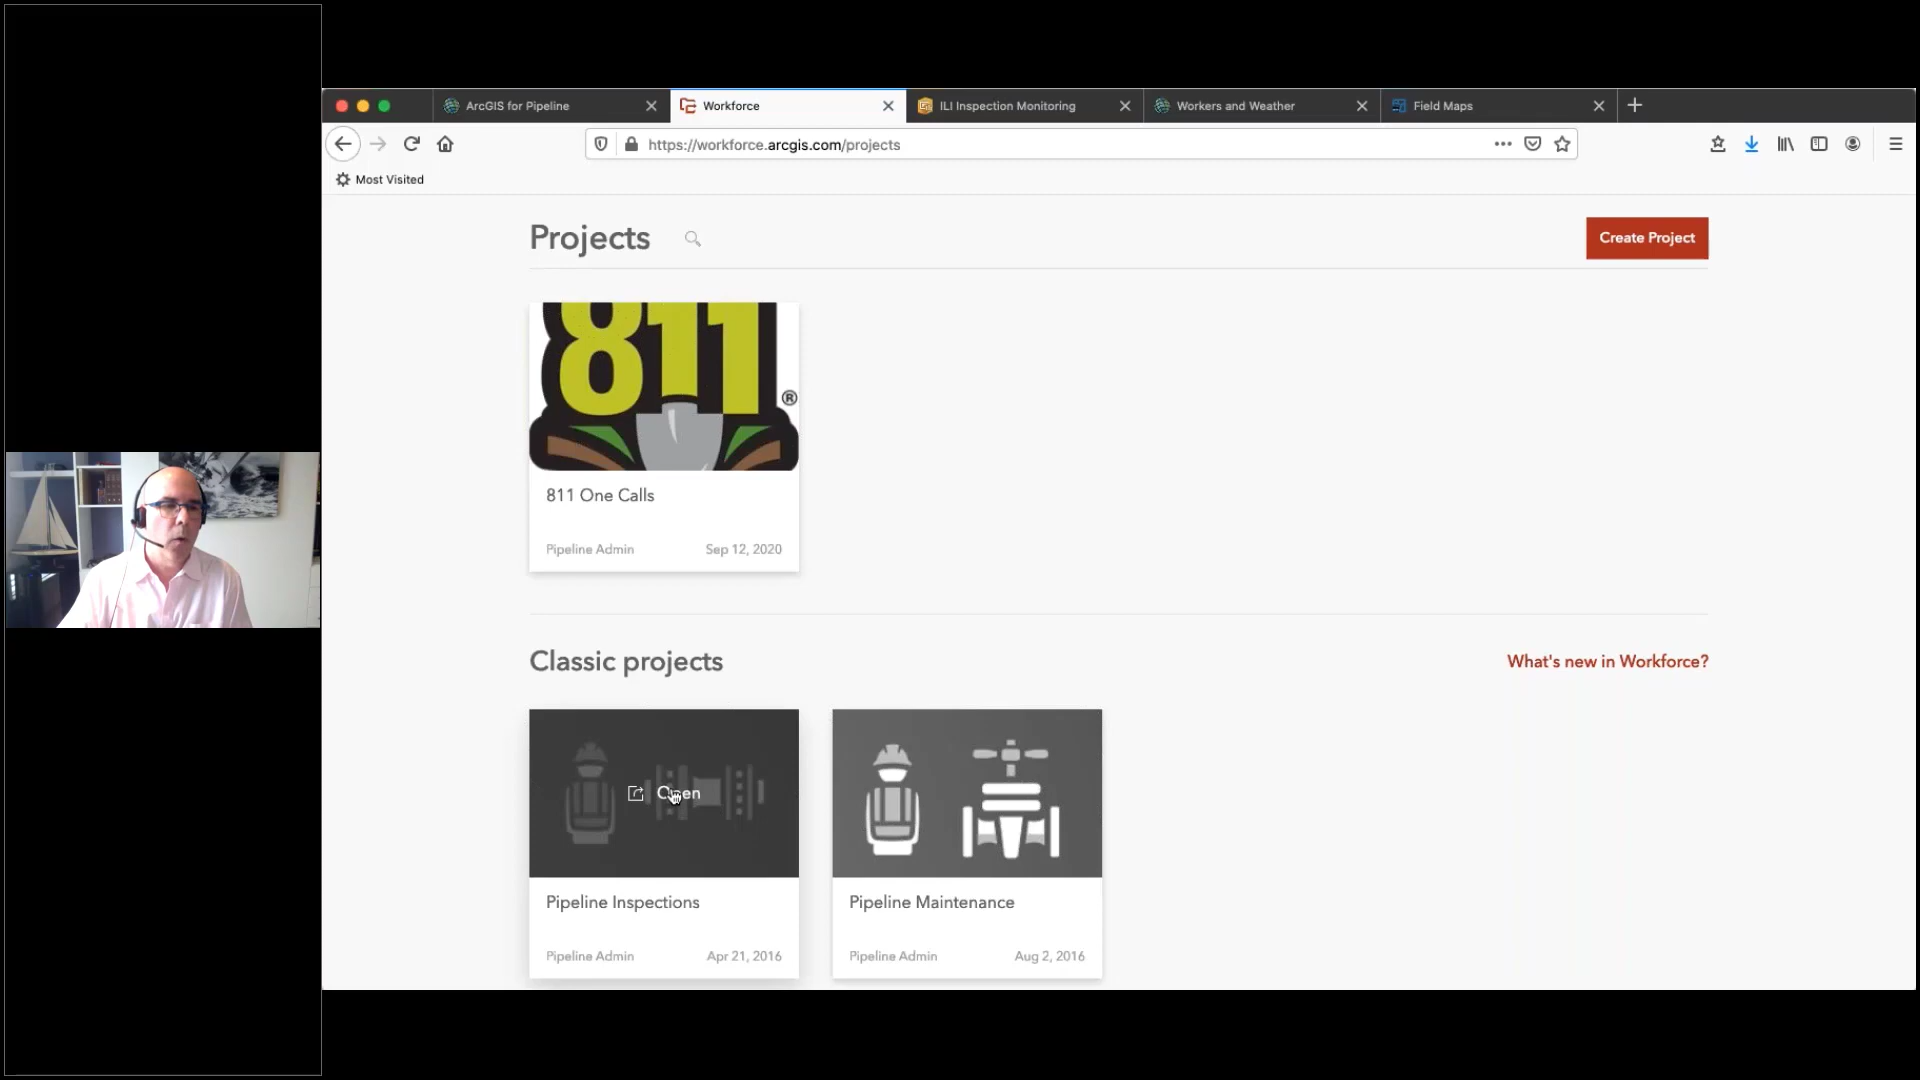 ArcGIS for Pipeline
Workforce
ILI Inspection Monitoring
Workers and Weather
Field Maps
https://workforce.arcgis.com/projects
Most Visited
Projects
Create Project
811
®
811 One Calls
Pipeline Admin Sep 12, 2020
Classic projects
What's new in Workforce?
Open
Pipeline Inspections
Pipeline Admin Apr 21, 2016
Pipeline Maintenance
Pipeline Admin Aug 2, 2016